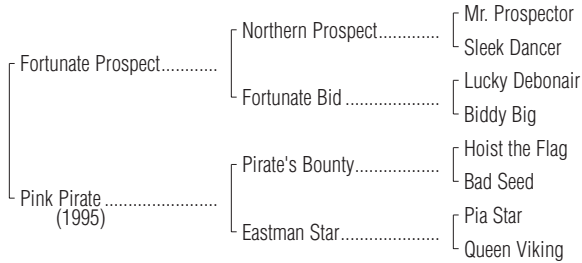 Mr. Prospector
Northern Prospect.............
Sleek Dancer
Fortunate Prospect............
Lucky Debonair
Fortunate Bid ....................
Biddy Big
Hoist the Flag
Pirate's Bounty..................
Bad Seed
Pink Pirate ........................
(1995)
Pia Star
Eastman Star.....................
Queen Viking